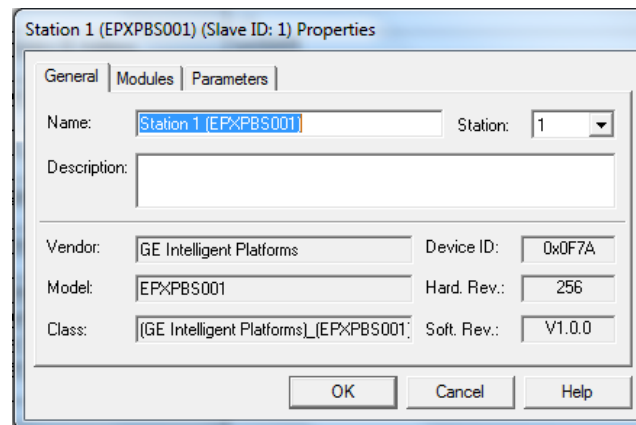 Station 1 (EPXPBS001) (Slave ID: 1) Properties
General Modules Parameters
Name: Station 1 (EPXPBS001) Station: 1
Description:
Vendor: GE Intelligent Platforms Device ID: 0x0F7A
Model: EPXPBS001 Hard. Rev.: 256
Class: (GE Intelligent Platforms)_(EPXPBS001) Soft. Rev.: V1.0.0
OK Cancel Help